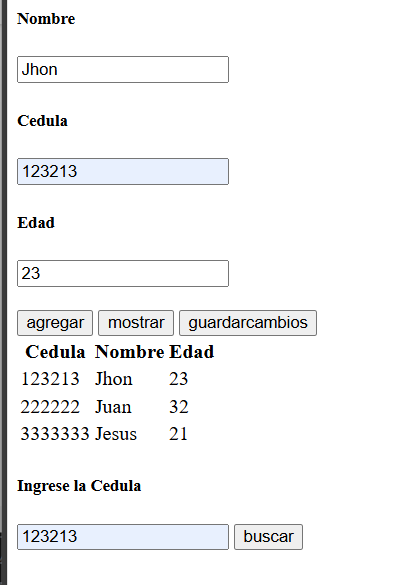 Nombre
Jhon
Cedula
123213
Edad
23
agregar mostrar guardarcambios
Cedula Nombre Edad
123213 Jhon 23
222222 Juan 32
3333333 Jesus 21
Ingrese la Cedula
123213 buscar